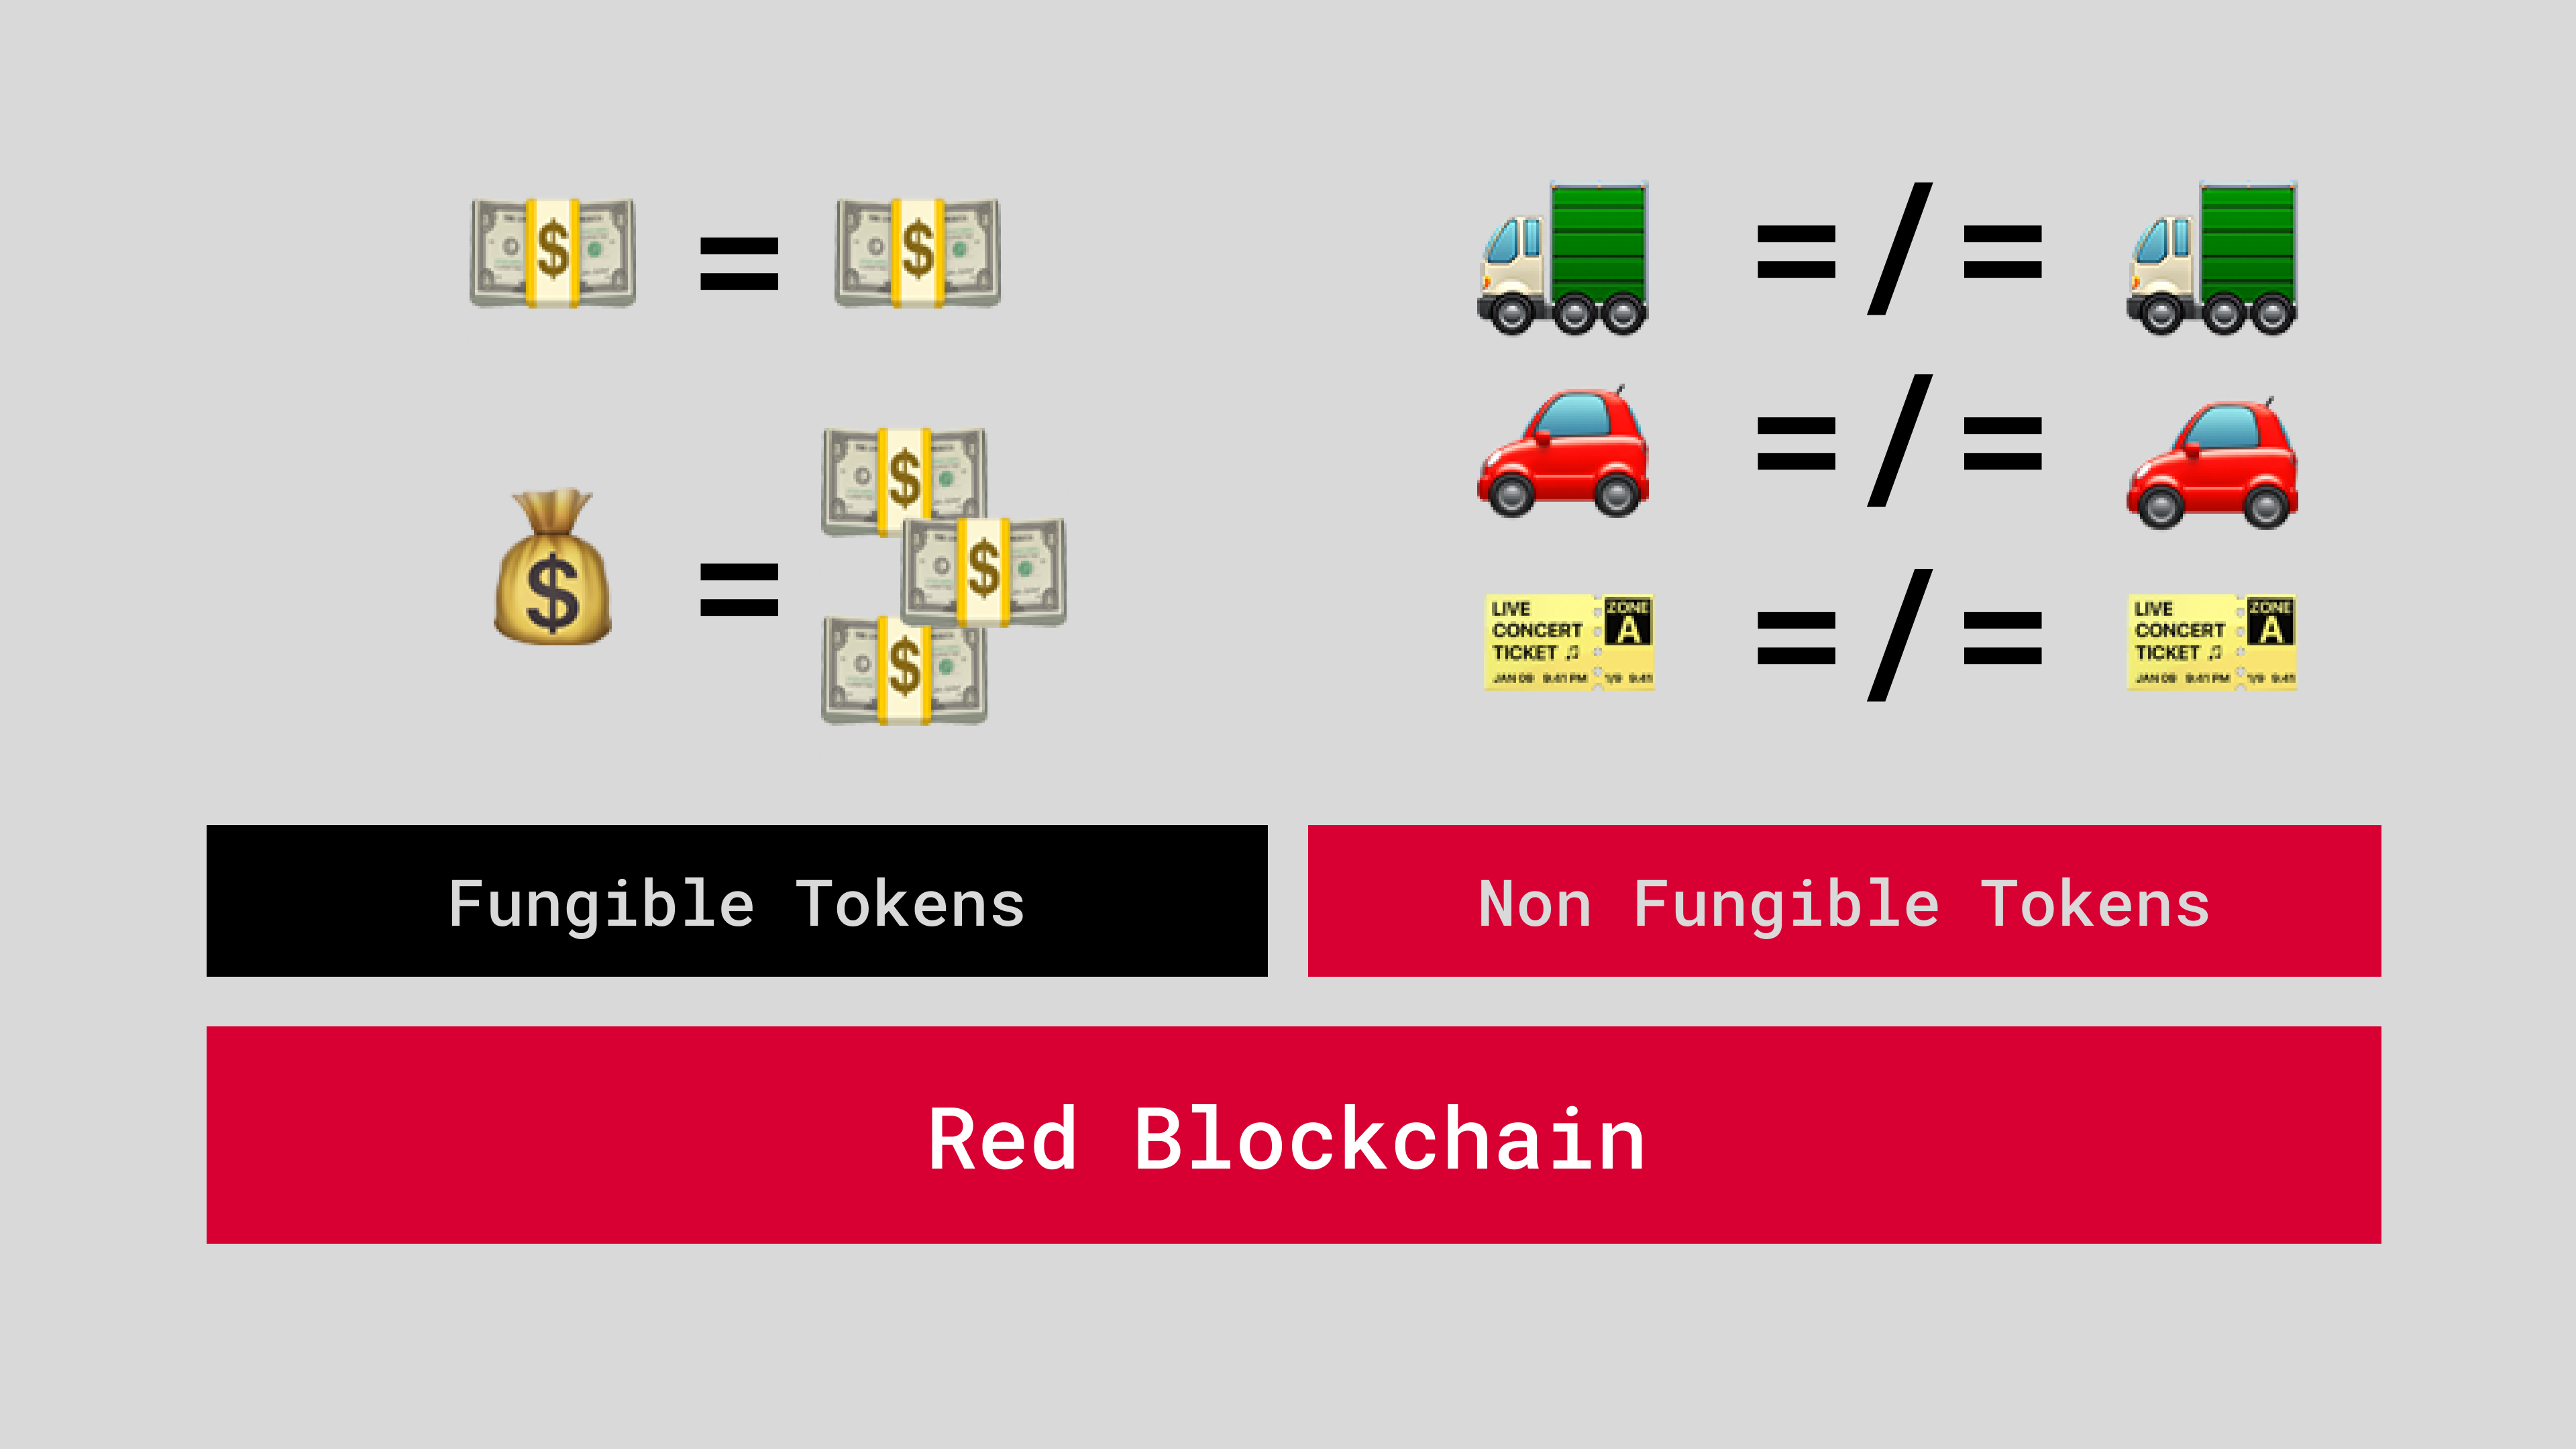 $ = $
=/=
$ = $ $ $
=/=
LIVE CONCERT TICKET ♫ ZONE A
JAN 09 9:41 PM 1/9 9:41
=/=
LIVE CONCERT TICKET ♫ ZONE A
JAN 09 9:41 PM 1/9 9:41
Fungible Tokens
Non Fungible Tokens
Red Blockchain